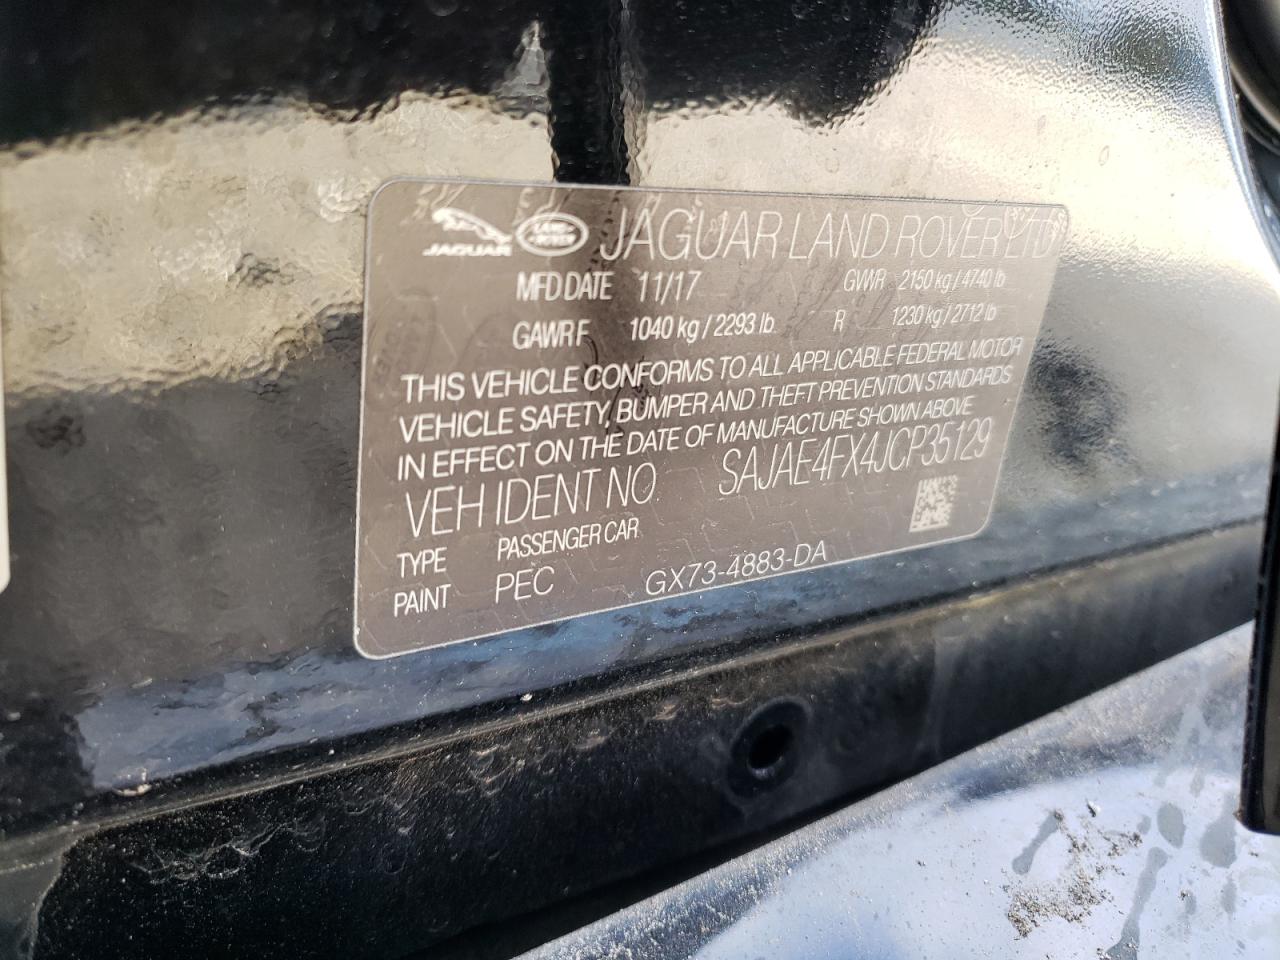 JAGUAR LAND ROVER JAGUAR LAND ROVER LTD
MFD DATE 11/17 GWWR 2150 kg / 4740 lb
GAWR F 1040 kg / 2293 lb R 1230 kg / 2712 lb
THIS VEHICLE CONFORMS TO ALL APPLICABLE FEDERAL MOTOR
VEHICLE SAFETY, BUMPER AND THEFT PREVENTION STANDARDS
IN EFFECT ON THE DATE OF MANUFACTURE SHOWN ABOVE
VEH IDENT NO. SAJAE4FX4JCP35129
TYPE PASSENGER CAR
PAINT PEC GX73-4883-DA